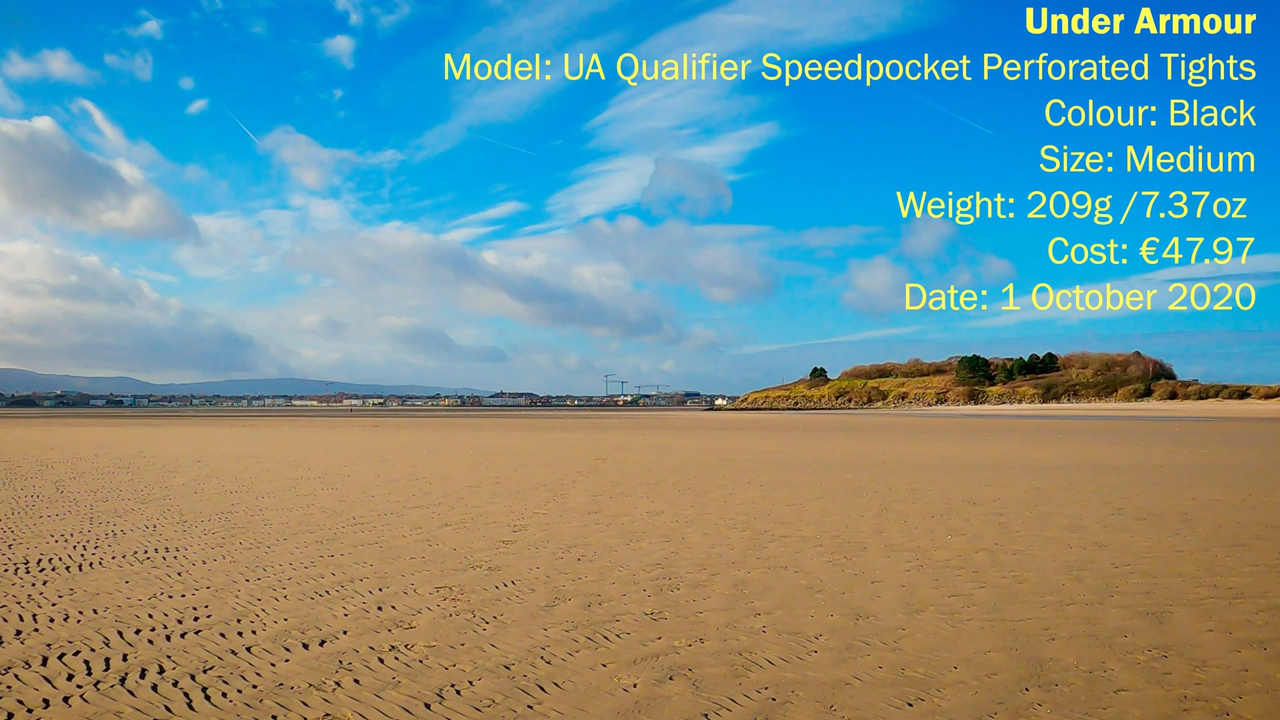 Under Armour
Model: UA Qualifier Speedpocket Perforated Tights
Colour: Black
Size: Medium
Weight: 209g /7.37oz
Cost: €47.97
Date: 1 October 2020